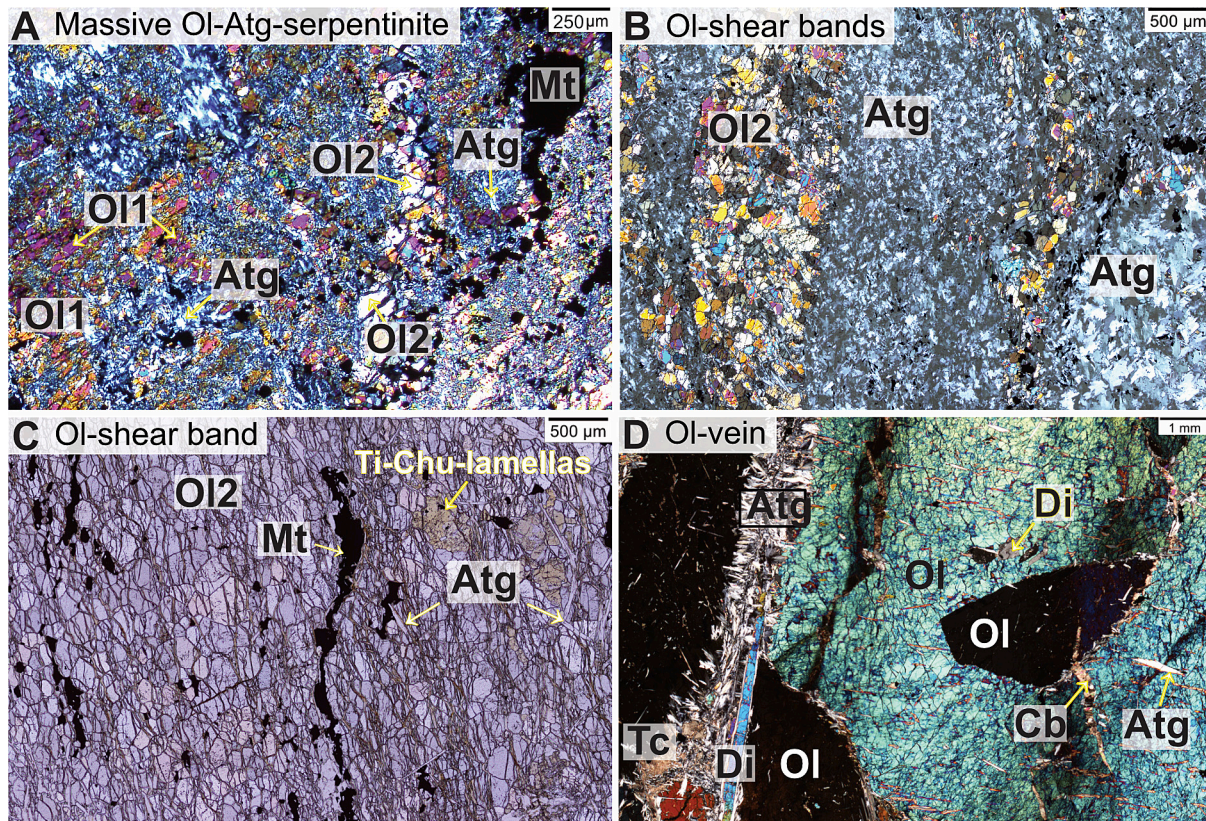 A Massive Ol-Atg-serpentinite
250 µm
Mt
Ol2
Atg
Ol1
Atg
Ol1
Ol2
B Ol-shear bands
500 µm
Ol2
Atg
Atg
C Ol-shear band
500 µm
Ti-Chu-lamellas
Ol2
Mt
Atg
D Ol-vein
1 mm
Atg
Di
Ol
Ol
Cb
Atg
Tc
Di
Ol